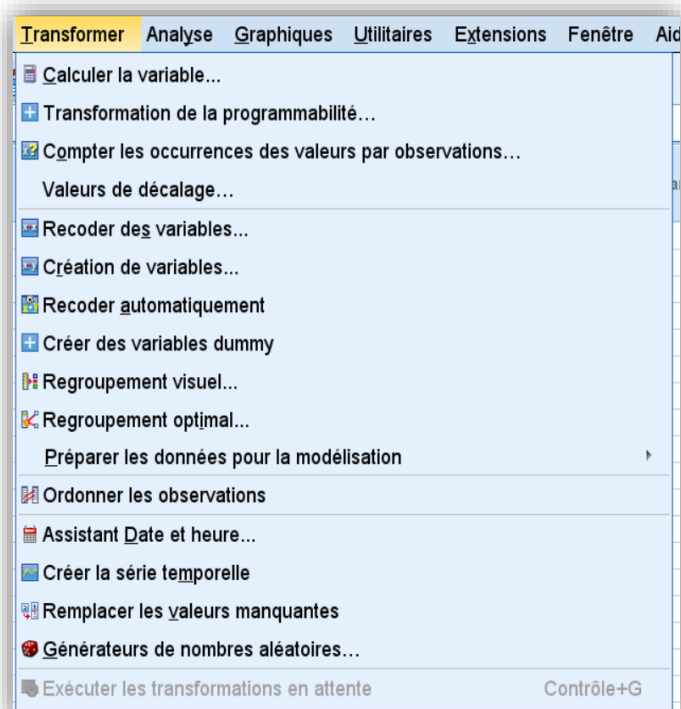 Transformer Analyse Graphiques Utilitaires Extensions Fenêtre Aid
Calculer la variable...
Transformation de la programmabilité...
Compter les occurrences des valeurs par observations...
Valeurs de décalage...
Recoder des variables...
Création de variables...
Recoder automatiquement
Créer des variables dummy
Regroupement visuel...
Regroupement optimal...
Préparer les données pour la modélisation
Ordonner les observations
Assistant Date et heure...
Créer la série temporelle
Remplacer les valeurs manquantes
Générateurs de nombres aléatoires...
Exécuter les transformations en attente Contrôle+G